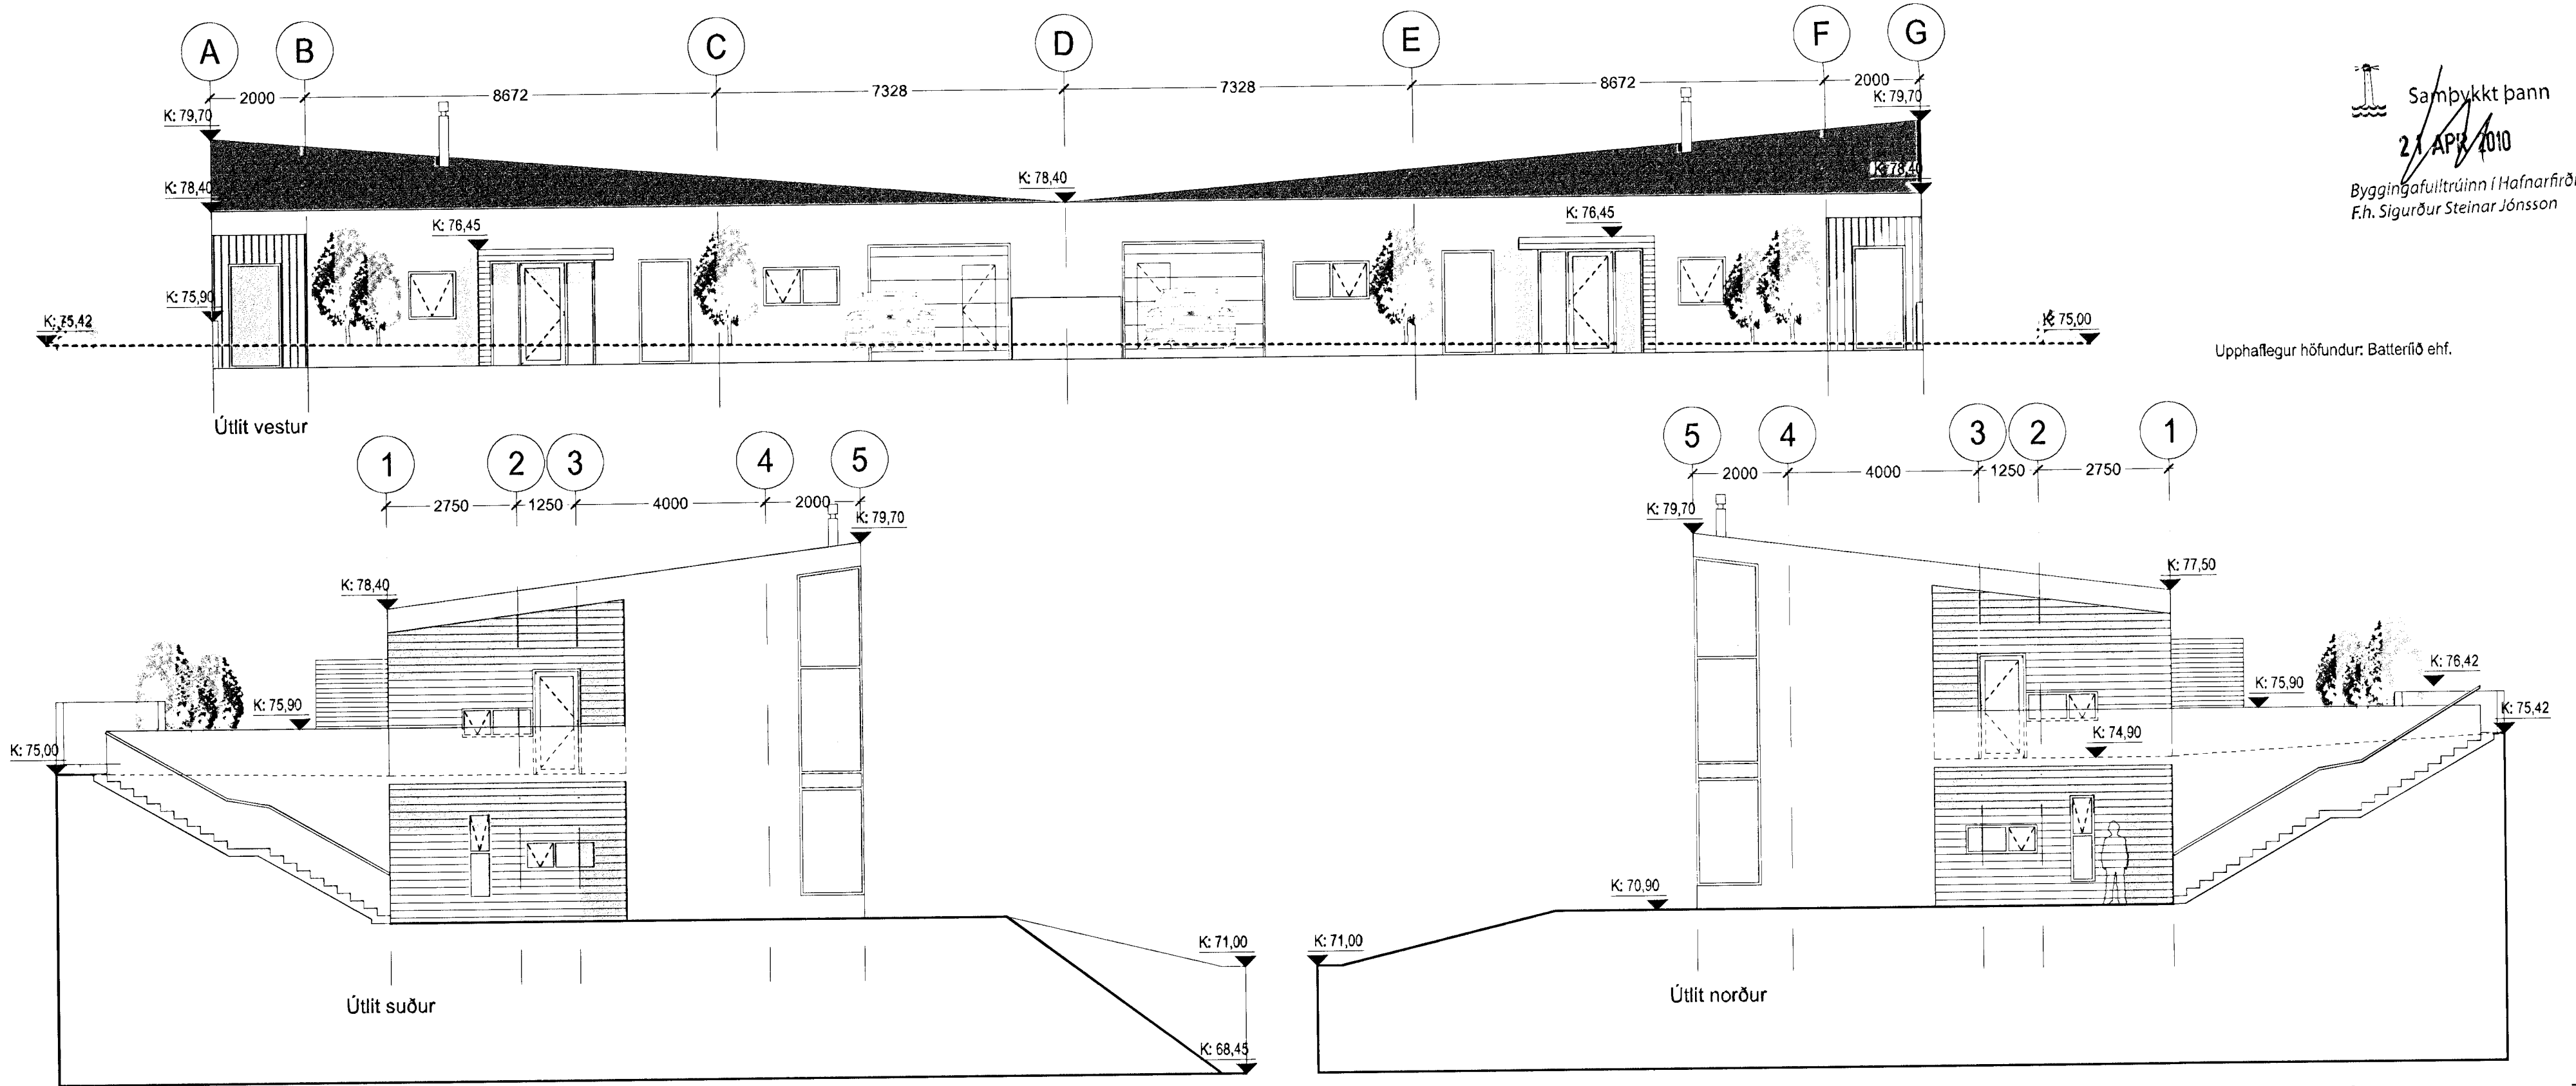 A B C D E F G
2000 8672 7328 7328 8672 2000
K: 79,70 K: 79,70
Samþykkt þann
21 APR 2010
Byggingafulltrúinn í Hafnarfirði
F.h. Sigurður Steinar Jónsson
K: 78,40 K: 78,40 K: 78,40
K: 76,45 K: 76,45
K: 75,90
K: 75,42 K: 75,00
Upphaflegur höfundur: Batteríið ehf.
Útlit vestur
1 2 3 4 5
2750 1250 4000 2000
K: 79,70
K: 78,40
K: 75,90
K: 75,00
K: 71,00
Útlit suður
K: 68,45
5 4 3 2 1
2000 4000 1250 2750
K: 79,70
K: 77,50
K: 76,42
K: 75,90
K: 75,42
K: 74,90
K: 70,90
K: 71,00
Útlit norður